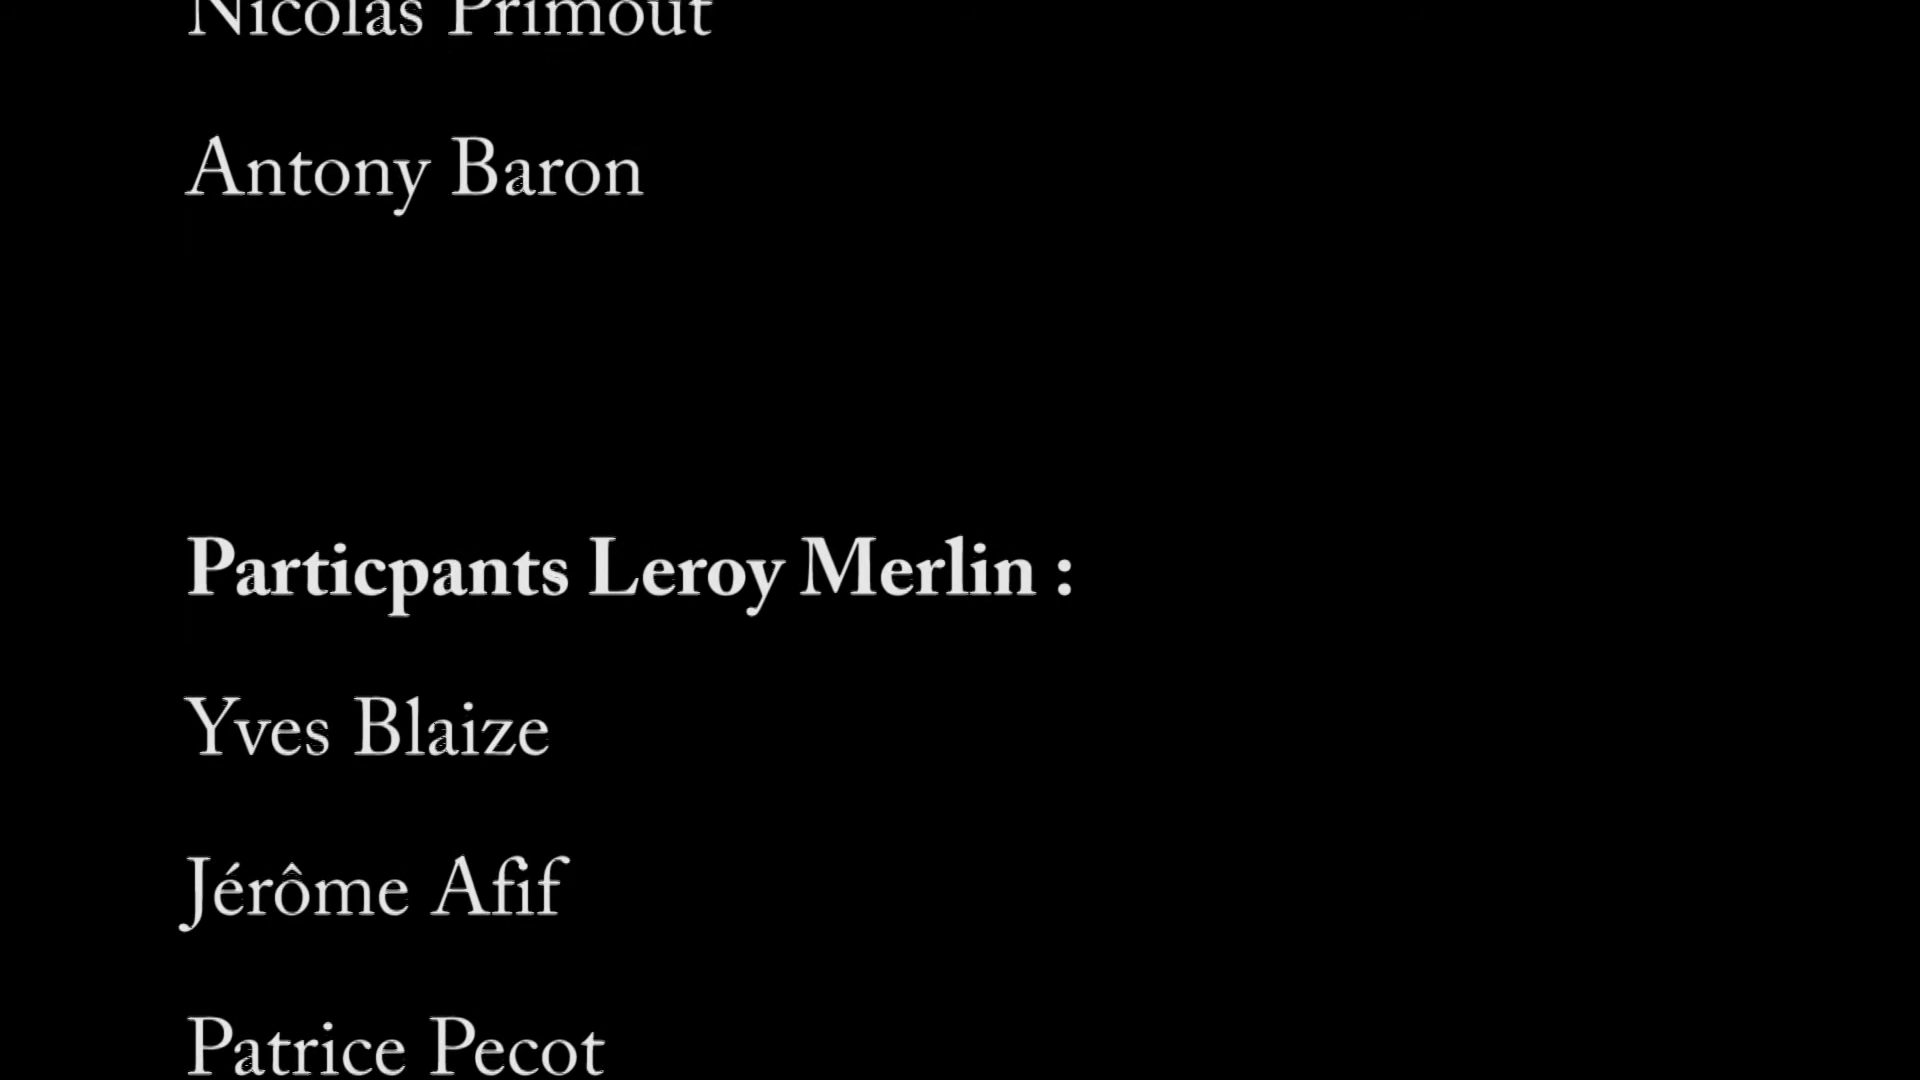 Nicolas Primout
Antony Baron
Particpants Leroy Merlin :
Yves Blaize
Jérôme Afif
Patrice Pecot